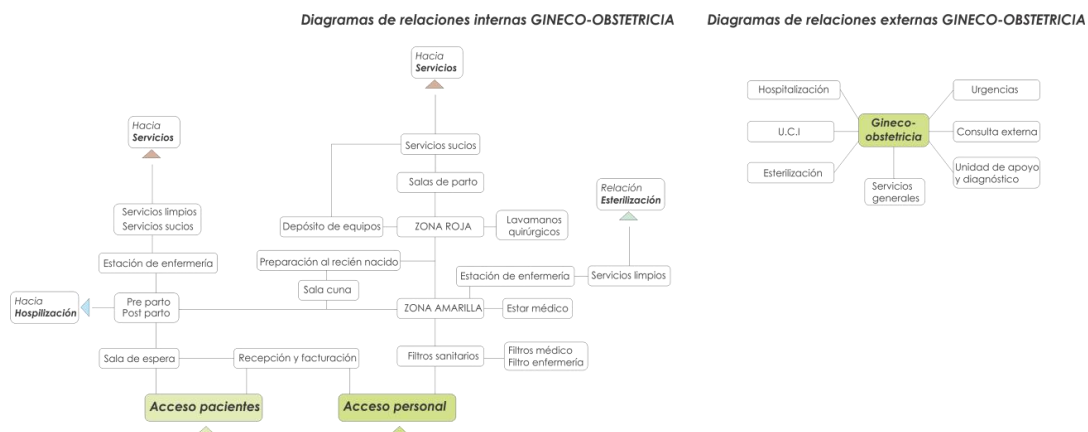 Diagramas de relaciones internas GINECO-OBSTETRICIA
Diagramas de relaciones externas GINECO-OBSTETRICIA
Hacia
Servicios
Hacia
Servicios
Servicios sucios
Salas de parto
Relación
Esterilización
Servicios limpios
Servicios sucios
Depósito de equipos
ZONA ROJA
Lavamanos
quirúrgicos
Estación de enfermería
Preparación al recién nacido
Estación de enfermería
Servicios limpios
Sala cuna
Hacia
Hospilización
Pre parto
Post parto
ZONA AMARILLA
Estar médico
Sala de espera
Recepción y facturación
Filtros sanitarios
Filtros médico
Filtro enfermería
Acceso pacientes
Acceso personal
Hospitalización
Urgencias
U.C.I
Gineco-
obstetricia
Consulta externa
Esterilización
Unidad de apoyo
y diagnóstico
Servicios
generales